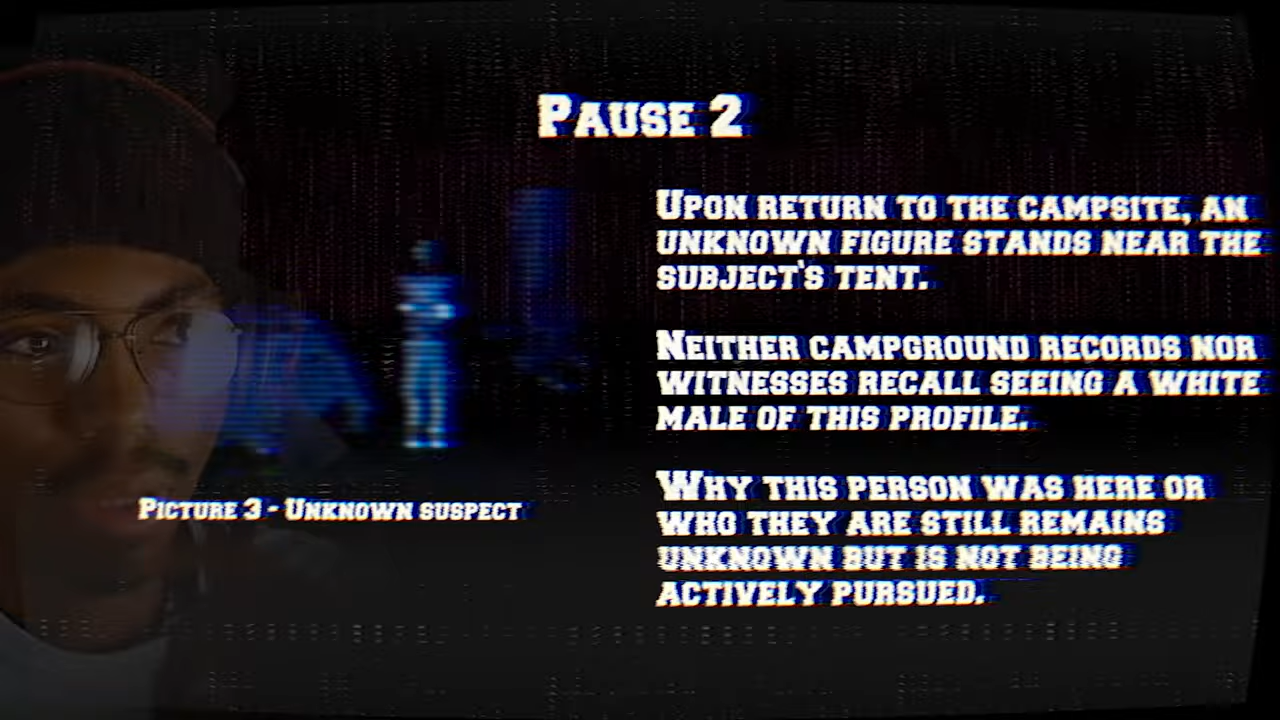 Pause 2
Upon return to the campsite, an
unknown figure stands near the
subject's tent.
Neither campground records nor
witnesses recall seeing a white
male of this profile.
Why this person was here or
who they are still remains
unknown but is not being
actively pursued.
Picture 3 - Unknown suspect